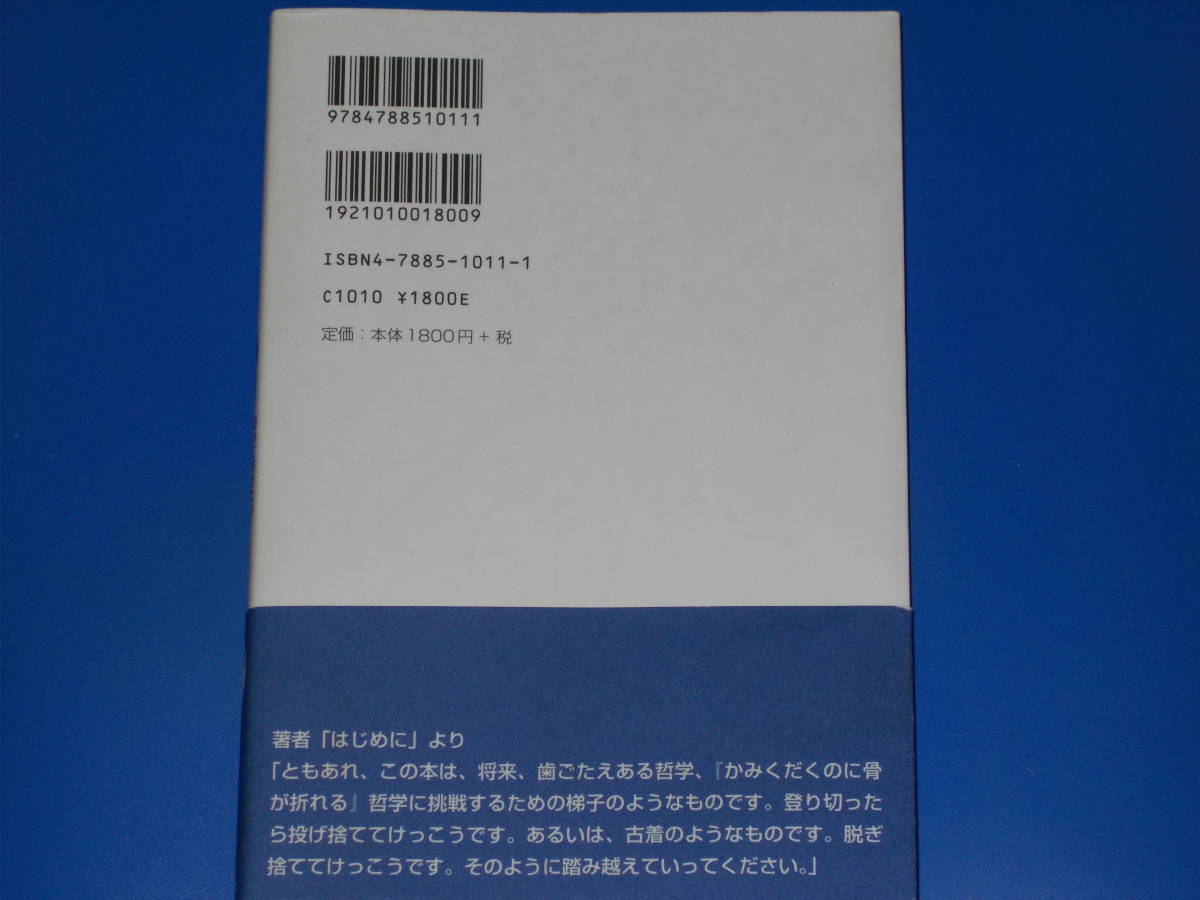 9784788510111
1921010018009
ISBN4-7885-1011-1
C1010 ¥1800E
定価：本体1800円+税
著者「はじめに」より
「ともあれ、この本は、将来、歯ごたえある哲学、『かみくだくのに骨
が折れる』哲学に挑戦するための梯子のようなものです。登り切った
ら投げ捨ててけっこうです。あるいは、古着のようなものです。脱ぎ
捨ててけっこうです。そのように踏み越えていってください。」